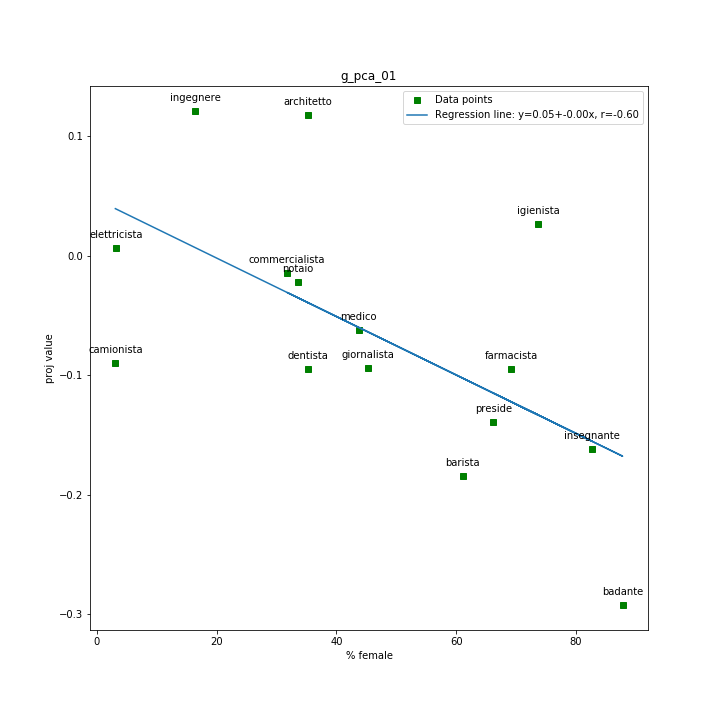 g_pca_01
Data points
Regression line: y=0.05+-0.00x, r=-0.60
ingegnere
architetto
igienista
elettricista
commercialista
notaio
medico
camionista
dentista
giornalista
farmacista
preside
insegnante
barista
badante
0.1
0.0
−0.1
−0.2
−0.3
proj value
0
20
40
60
80
% female